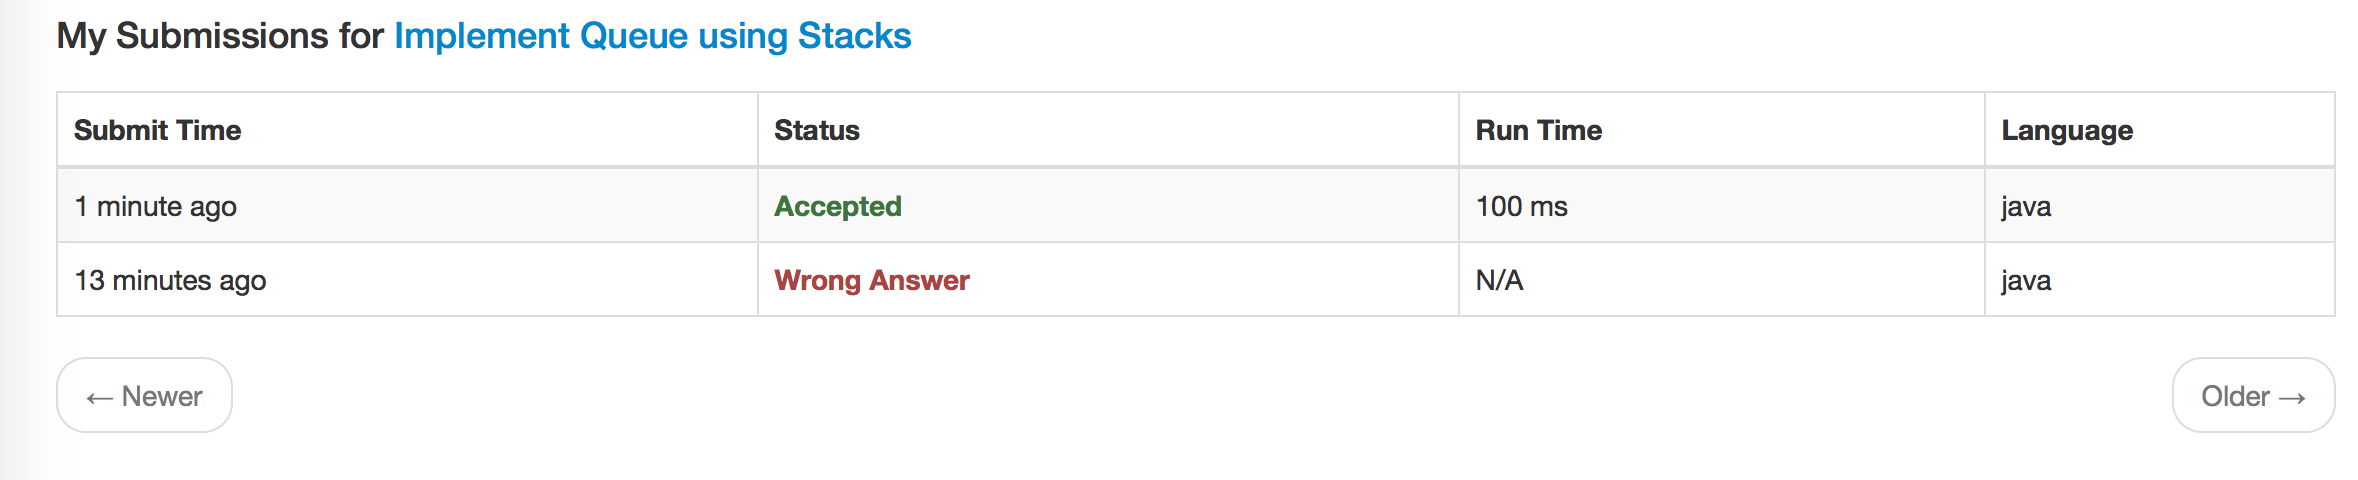 My Submissions for Implement Queue using Stacks
Submit Time Status Run Time Language
1 minute ago Accepted 100 ms java
13 minutes ago Wrong Answer N/A java
← Newer Older →